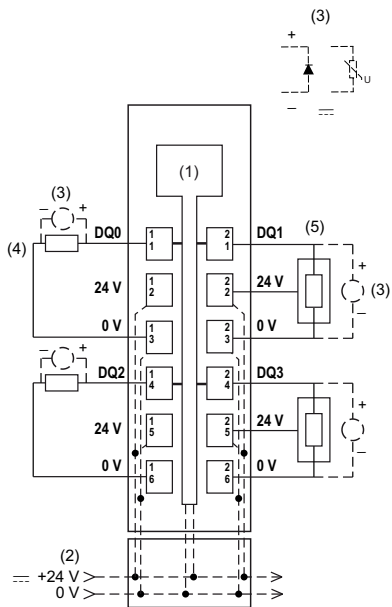 (3)
+
U
−
(1)
(3)
− +
(4)
DQ0
1 1
2 1
DQ1
(5)
24 V
1 2
2 2
24 V
+
(3)
−
0 V
1 3
2 3
0 V
− +
DQ2
1 4
2 4
DQ3
24 V
1 5
2 5
24 V
+
−
0 V
1 6
2 6
0 V
(2)
+24 V
0 V